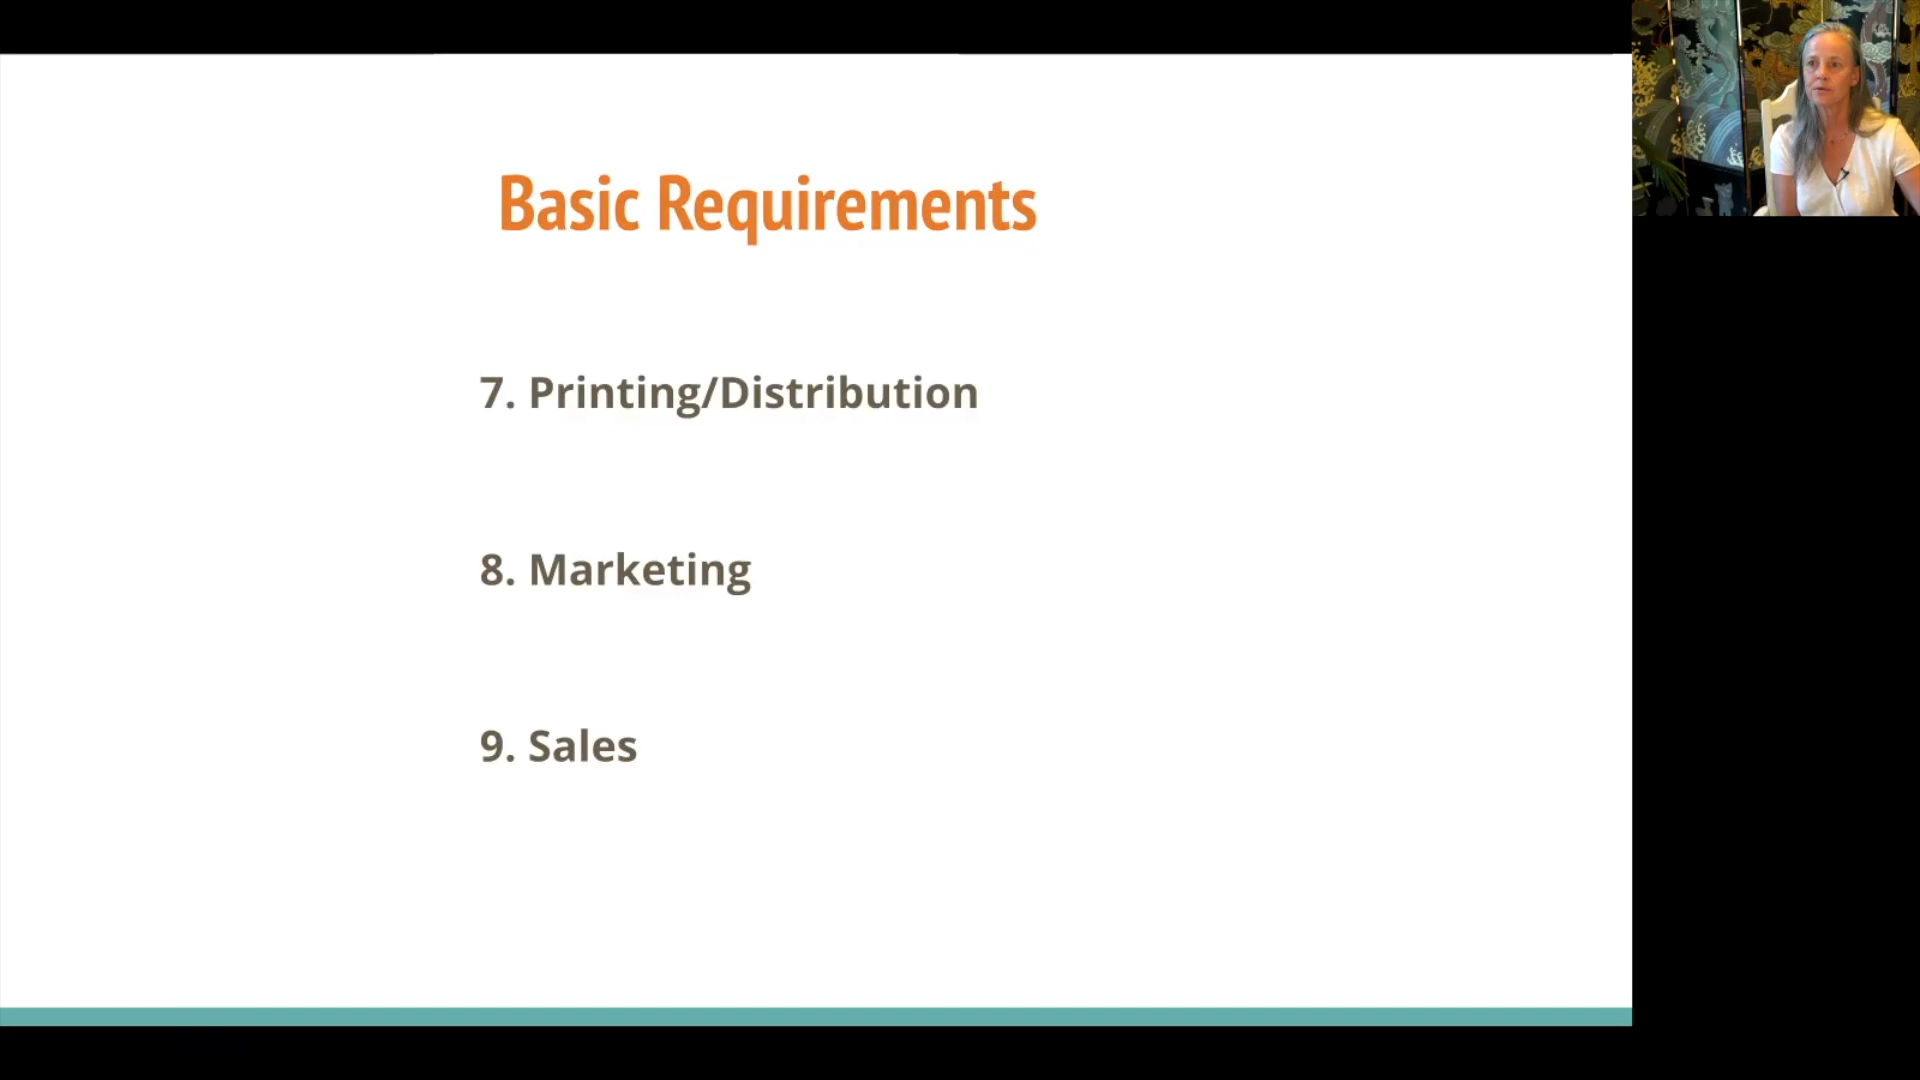 Basic Requirements
7. Printing/Distribution
8. Marketing
9. Sales